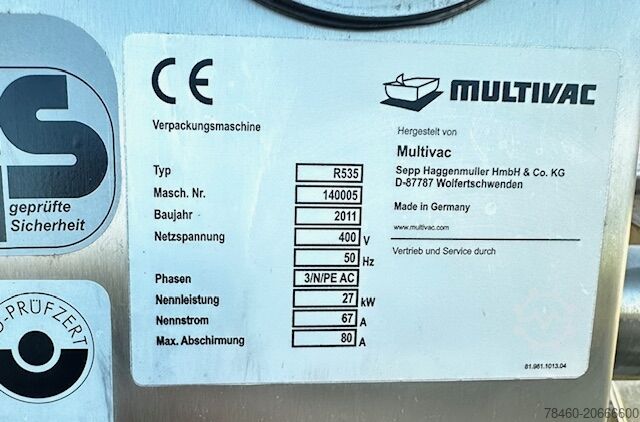 GS
geprüfte
Sicherheit
-PRÜFZERT
CE
MULTIVAC
Verpackungsmaschine
Hergestellt von
Multivac
Sepp Haggenmuller HmbH & Co. KG
D-87787 Wolfertschwenden
Made in Germany
www.multivac.com
Vertrieb und Service durch
Typ R535
Masch. Nr. 140005
Baujahr 2011
Netzspannung 400 V
50 Hz
Phasen 3/N/PE AC
Nennleistung 27 kW
Nennstrom 67 A
Max. Abschirmung 80 A
81.961.1013.04
78460-20666600